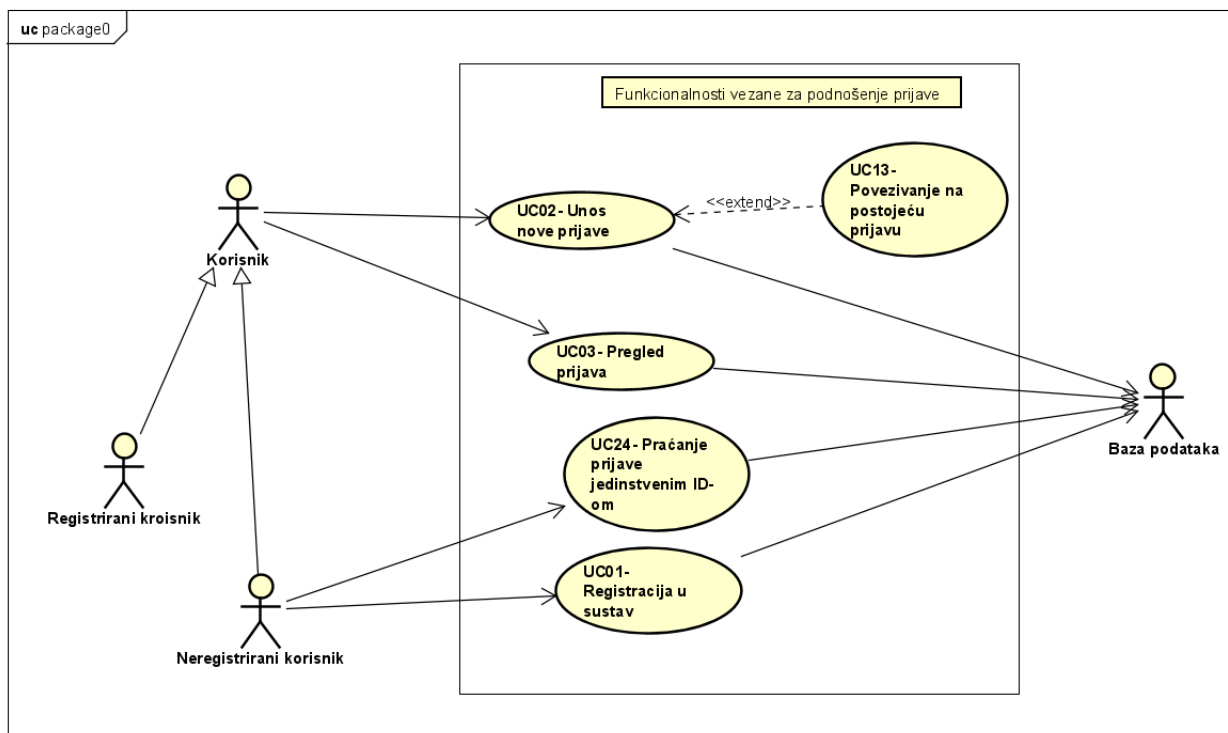 uc package0
Funkcionalnosti vezane za podnošenje prijave
UC13-
Povezivanje na
postojeću
prijavu
<<extend>>
UC02- Unos
nove prijave
Korisnik
UC03- Pregled
prijava
Baza podataka
UC24- Praćanje
prijave
jedinstvenim ID-
om
Registrirani kroisnik
UC01-
Registracija u
sustav
Neregistrirani korisnik